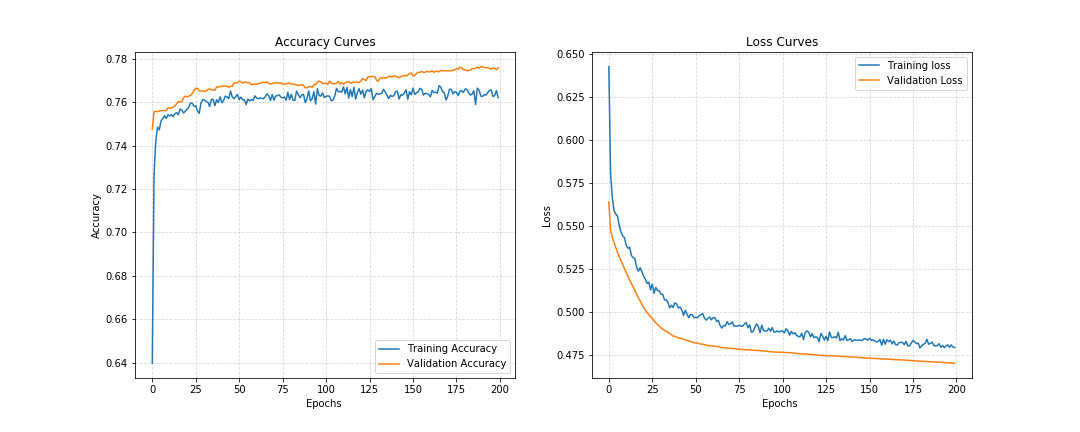 Accuracy Curves
0.78
0.76
0.74
0.72
0.70
0.68
0.66
0.64
Accuracy
0 25 50 75 100 125 150 175 200
Epochs
Training Accuracy
Validation Accuracy
Loss Curves
0.650
0.625
0.600
0.575
0.550
0.525
0.500
0.475
Loss
0 25 50 75 100 125 150 175 200
Epochs
Training loss
Validation Loss